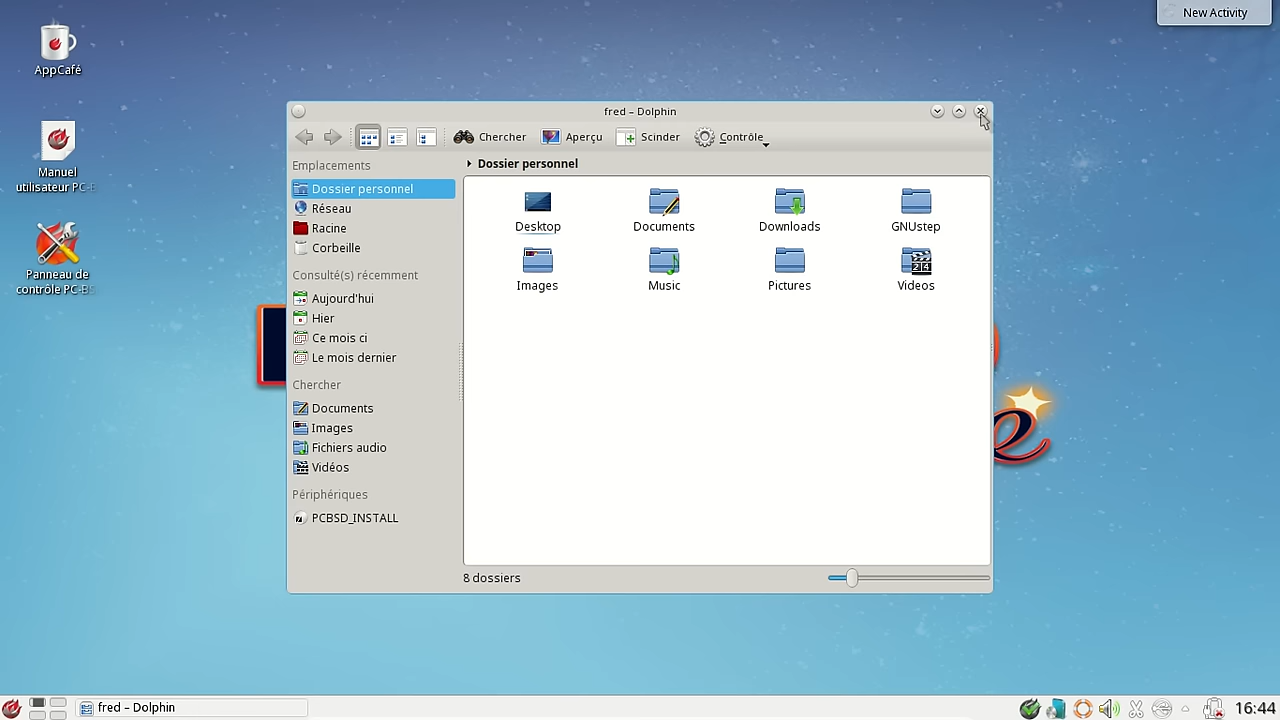 New Activity
AppCafé
Manuel
utilisateur PC-
Panneau de
contrôle PC-
fred – Dolphin
Chercher
Aperçu
Scinder
Contrôle
Emplacements
Dossier personnel
Réseau
Racine
Corbeille
Consulté(s) récemment
Aujourd'hui
Hier
Ce mois ci
Le mois dernier
Chercher
Documents
Images
Fichiers audio
Vidéos
Périphériques
PCBSD_INSTALL
Dossier personnel
Desktop
Documents
Downloads
GNUstep
Images
Music
Pictures
Videos
8 dossiers
e
fred – Dolphin
16:44